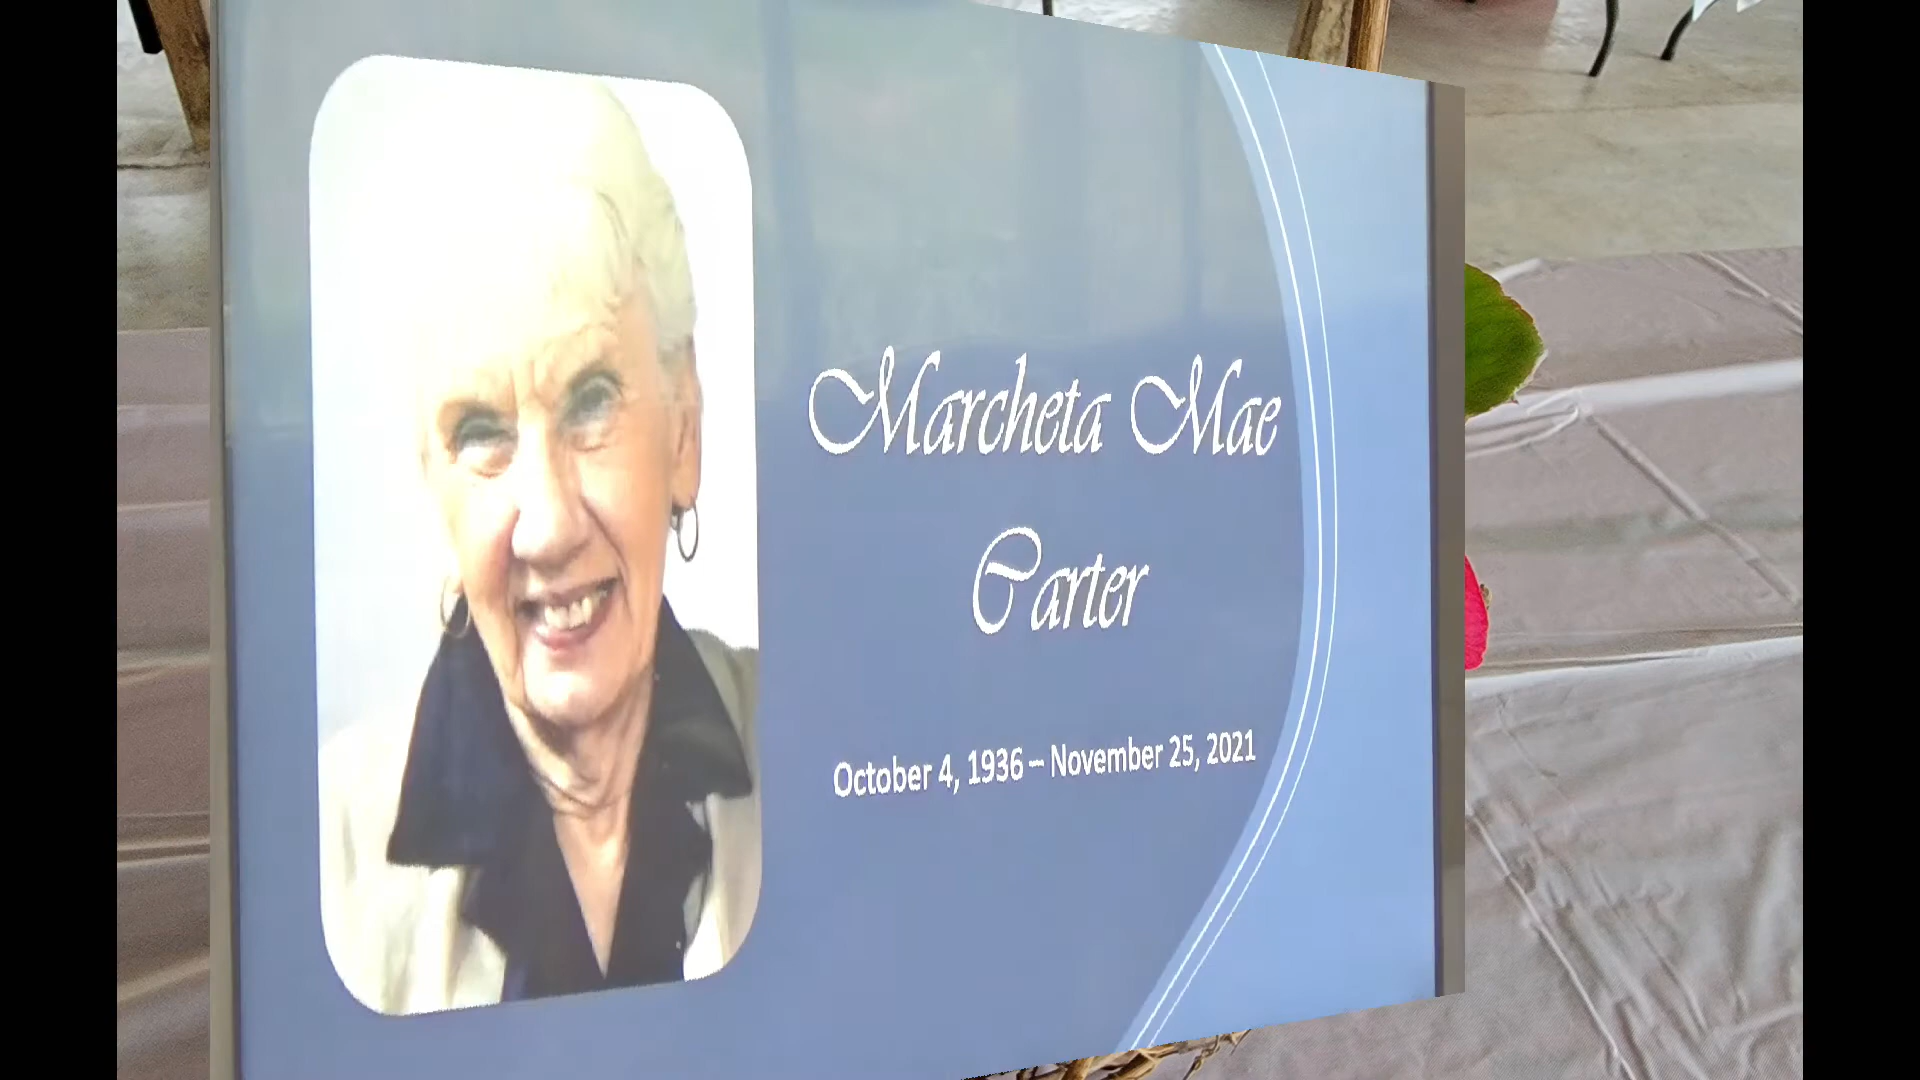 Marcheta Mae
Carter
October 4, 1936 – November 25, 2021